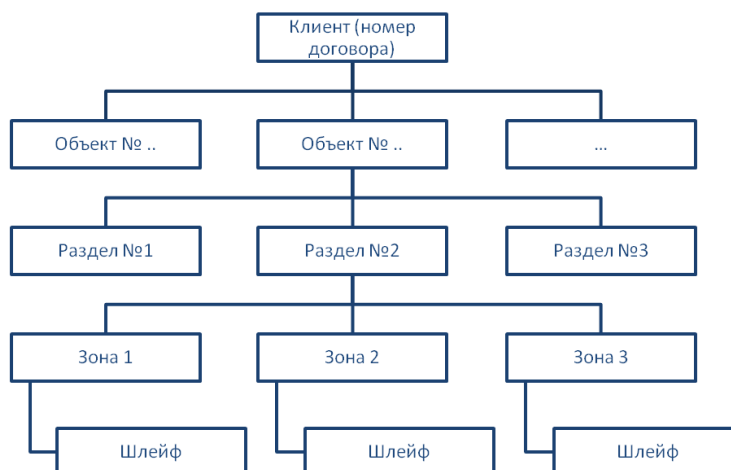 Клиент (номер
договора)
Объект № ..
Объект № ..
...
Раздел №1
Раздел №2
Раздел №3
Зона 1
Зона 2
Зона 3
Шлейф
Шлейф
Шлейф